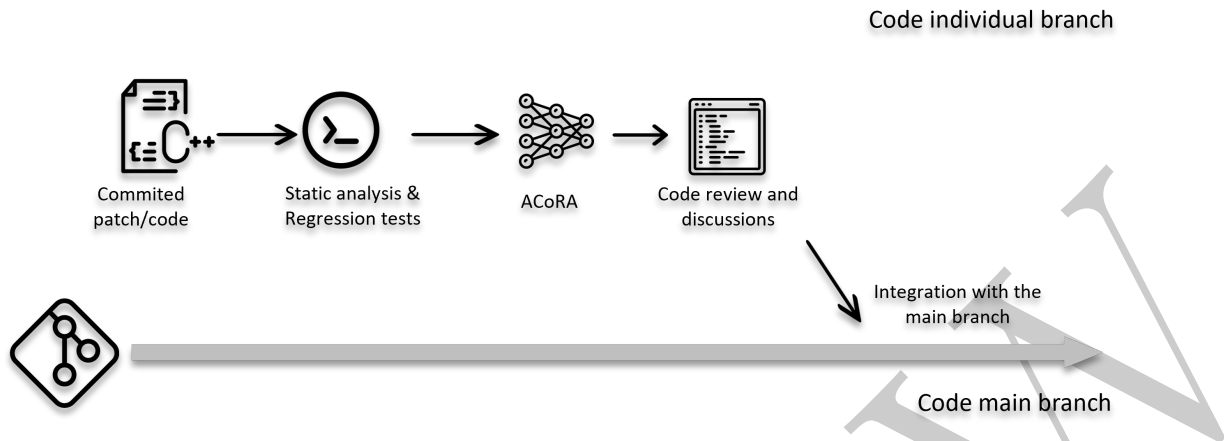 Code individual branch
C++
Commited
patch/code
Static analysis &
Regression tests
ACoRA
Code review and
discussions
Integration with the
main branch
Code main branch